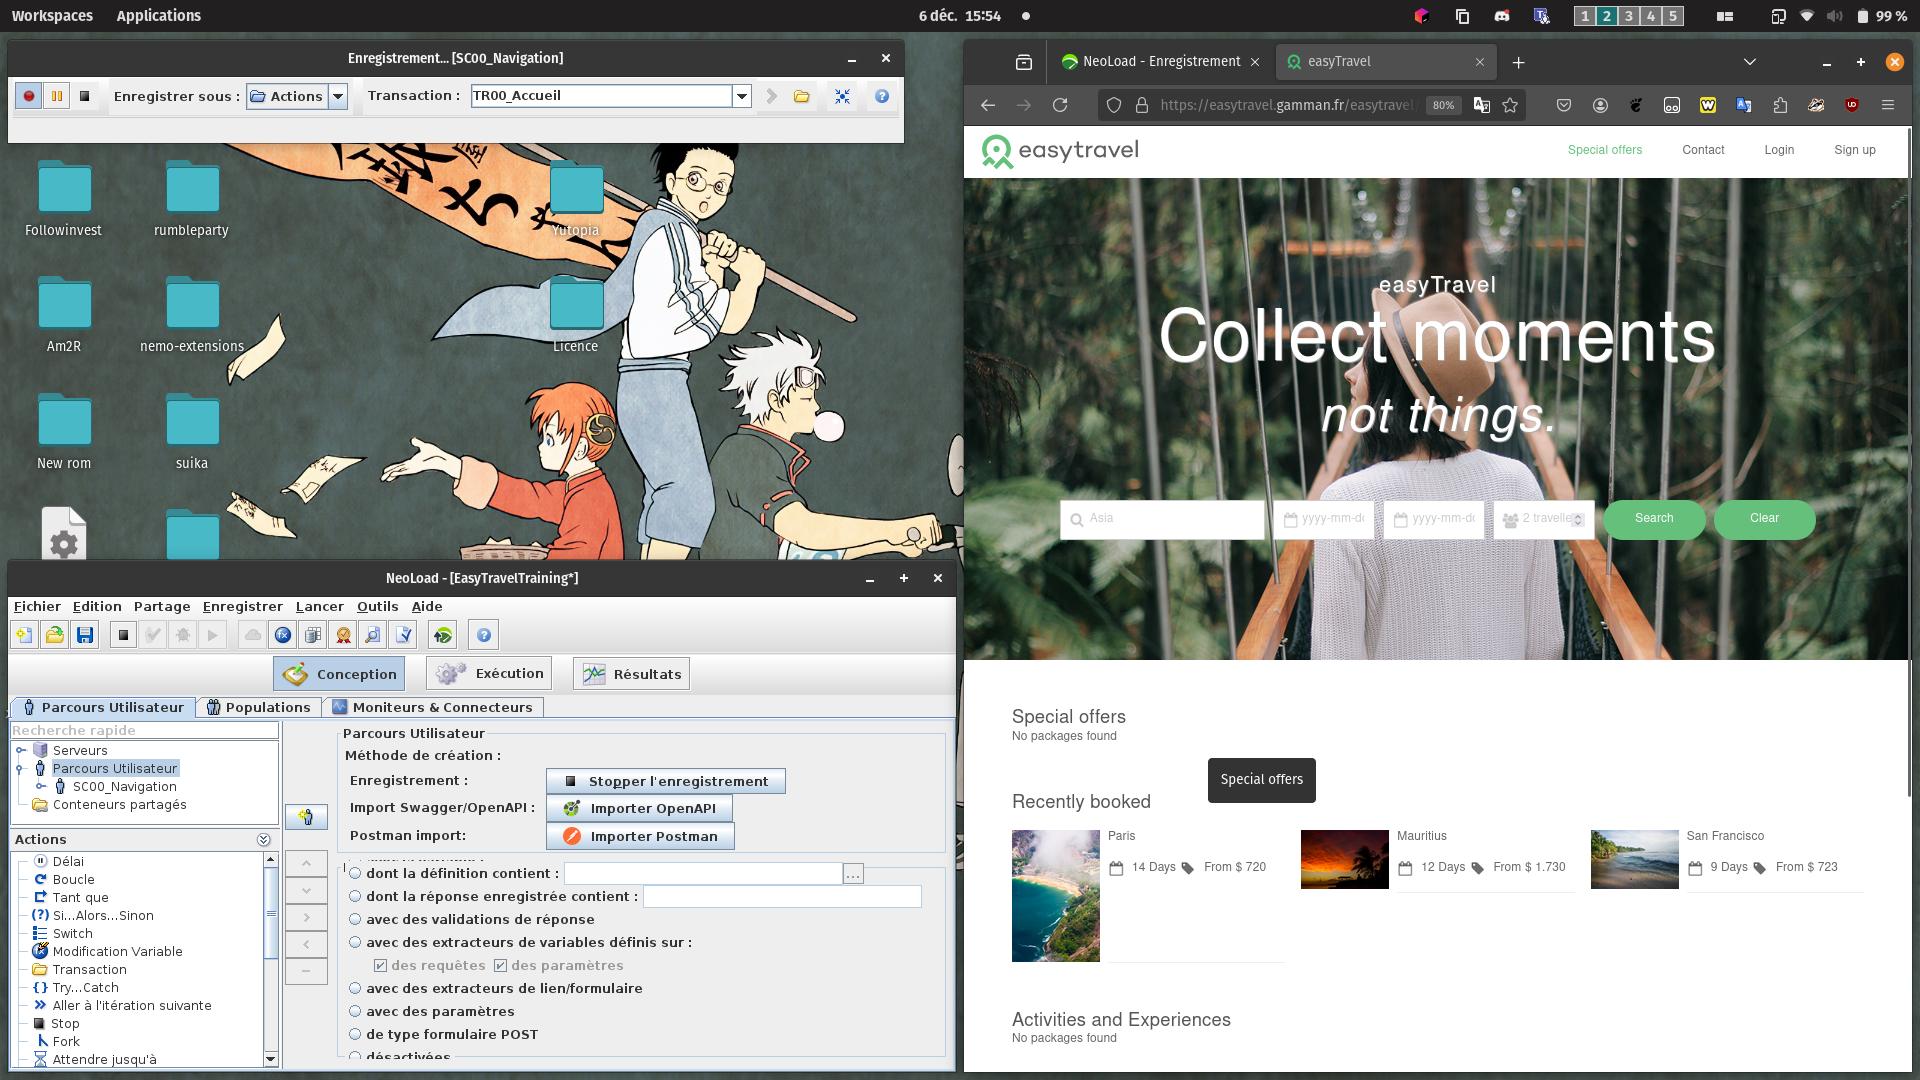 Workspaces Applications 6 déc. 15:54 1 2 3 4 5 99 %
Enregistrement... [SC00_Navigation]
Enregistrer sous : Actions Transaction : TR00_Accueil
Followinvest
rumbleparty
Yutopia
Am2R
nemo-extensions
Licence
New rom
suika
NeoLoad - [EasyTravelTraining*]
Fichier Edition Partage Enregistrer Lancer Outils Aide
Conception Exécution Résultats
Parcours Utilisateur Populations Moniteurs & Connecteurs
Recherche rapide
Serveurs
Parcours Utilisateur
SC00_Navigation
Conteneurs partagés
Actions
Délai
Boucle
Tant que
Si...Alors...Sinon
Switch
Modification Variable
Transaction
Try...Catch
Aller à l'itération suivante
Stop
Fork
Attendre jusqu'à
Parcours Utilisateur
Méthode de création :
Enregistrement : Stopper l'enregistrement
Import Swagger/OpenAPI : Importer OpenAPI
Postman import: Importer Postman
dont la définition contient : ...
dont la réponse enregistrée contient :
avec des validations de réponse
avec des extracteurs de variables définis sur :
des requêtes des paramètres
avec des extracteurs de lien/formulaire
avec des paramètres
de type formulaire POST
désactivées
NeoLoad - Enregistrement easyTravel
https://easytravel.gamman.fr/easytravel 80%
easytravel Special offers Contact Login Sign up
easyTravel
Collect moments
not things.
Asia yyyy-mm-dd yyyy-mm-dd 2 travelle Search Clear
Special offers
No packages found
Special offers
Recently booked
Paris
14 Days From $ 720
Mauritius
12 Days From $ 1.730
San Francisco
9 Days From $ 723
Activities and Experiences
No packages found